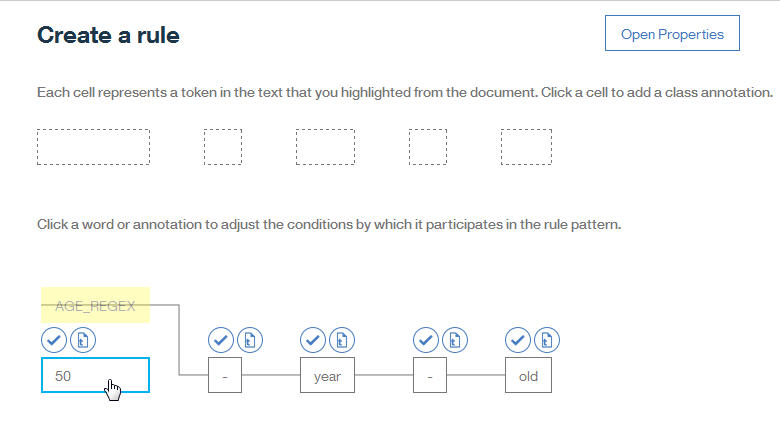 Create a rule
Open Properties
Each cell represents a token in the text that you highlighted from the document. Click a cell to add a class annotation.
Click a word or annotation to adjust the conditions by which it participates in the rule pattern.
AGE_REGEX
t t t t t
50 - year - old